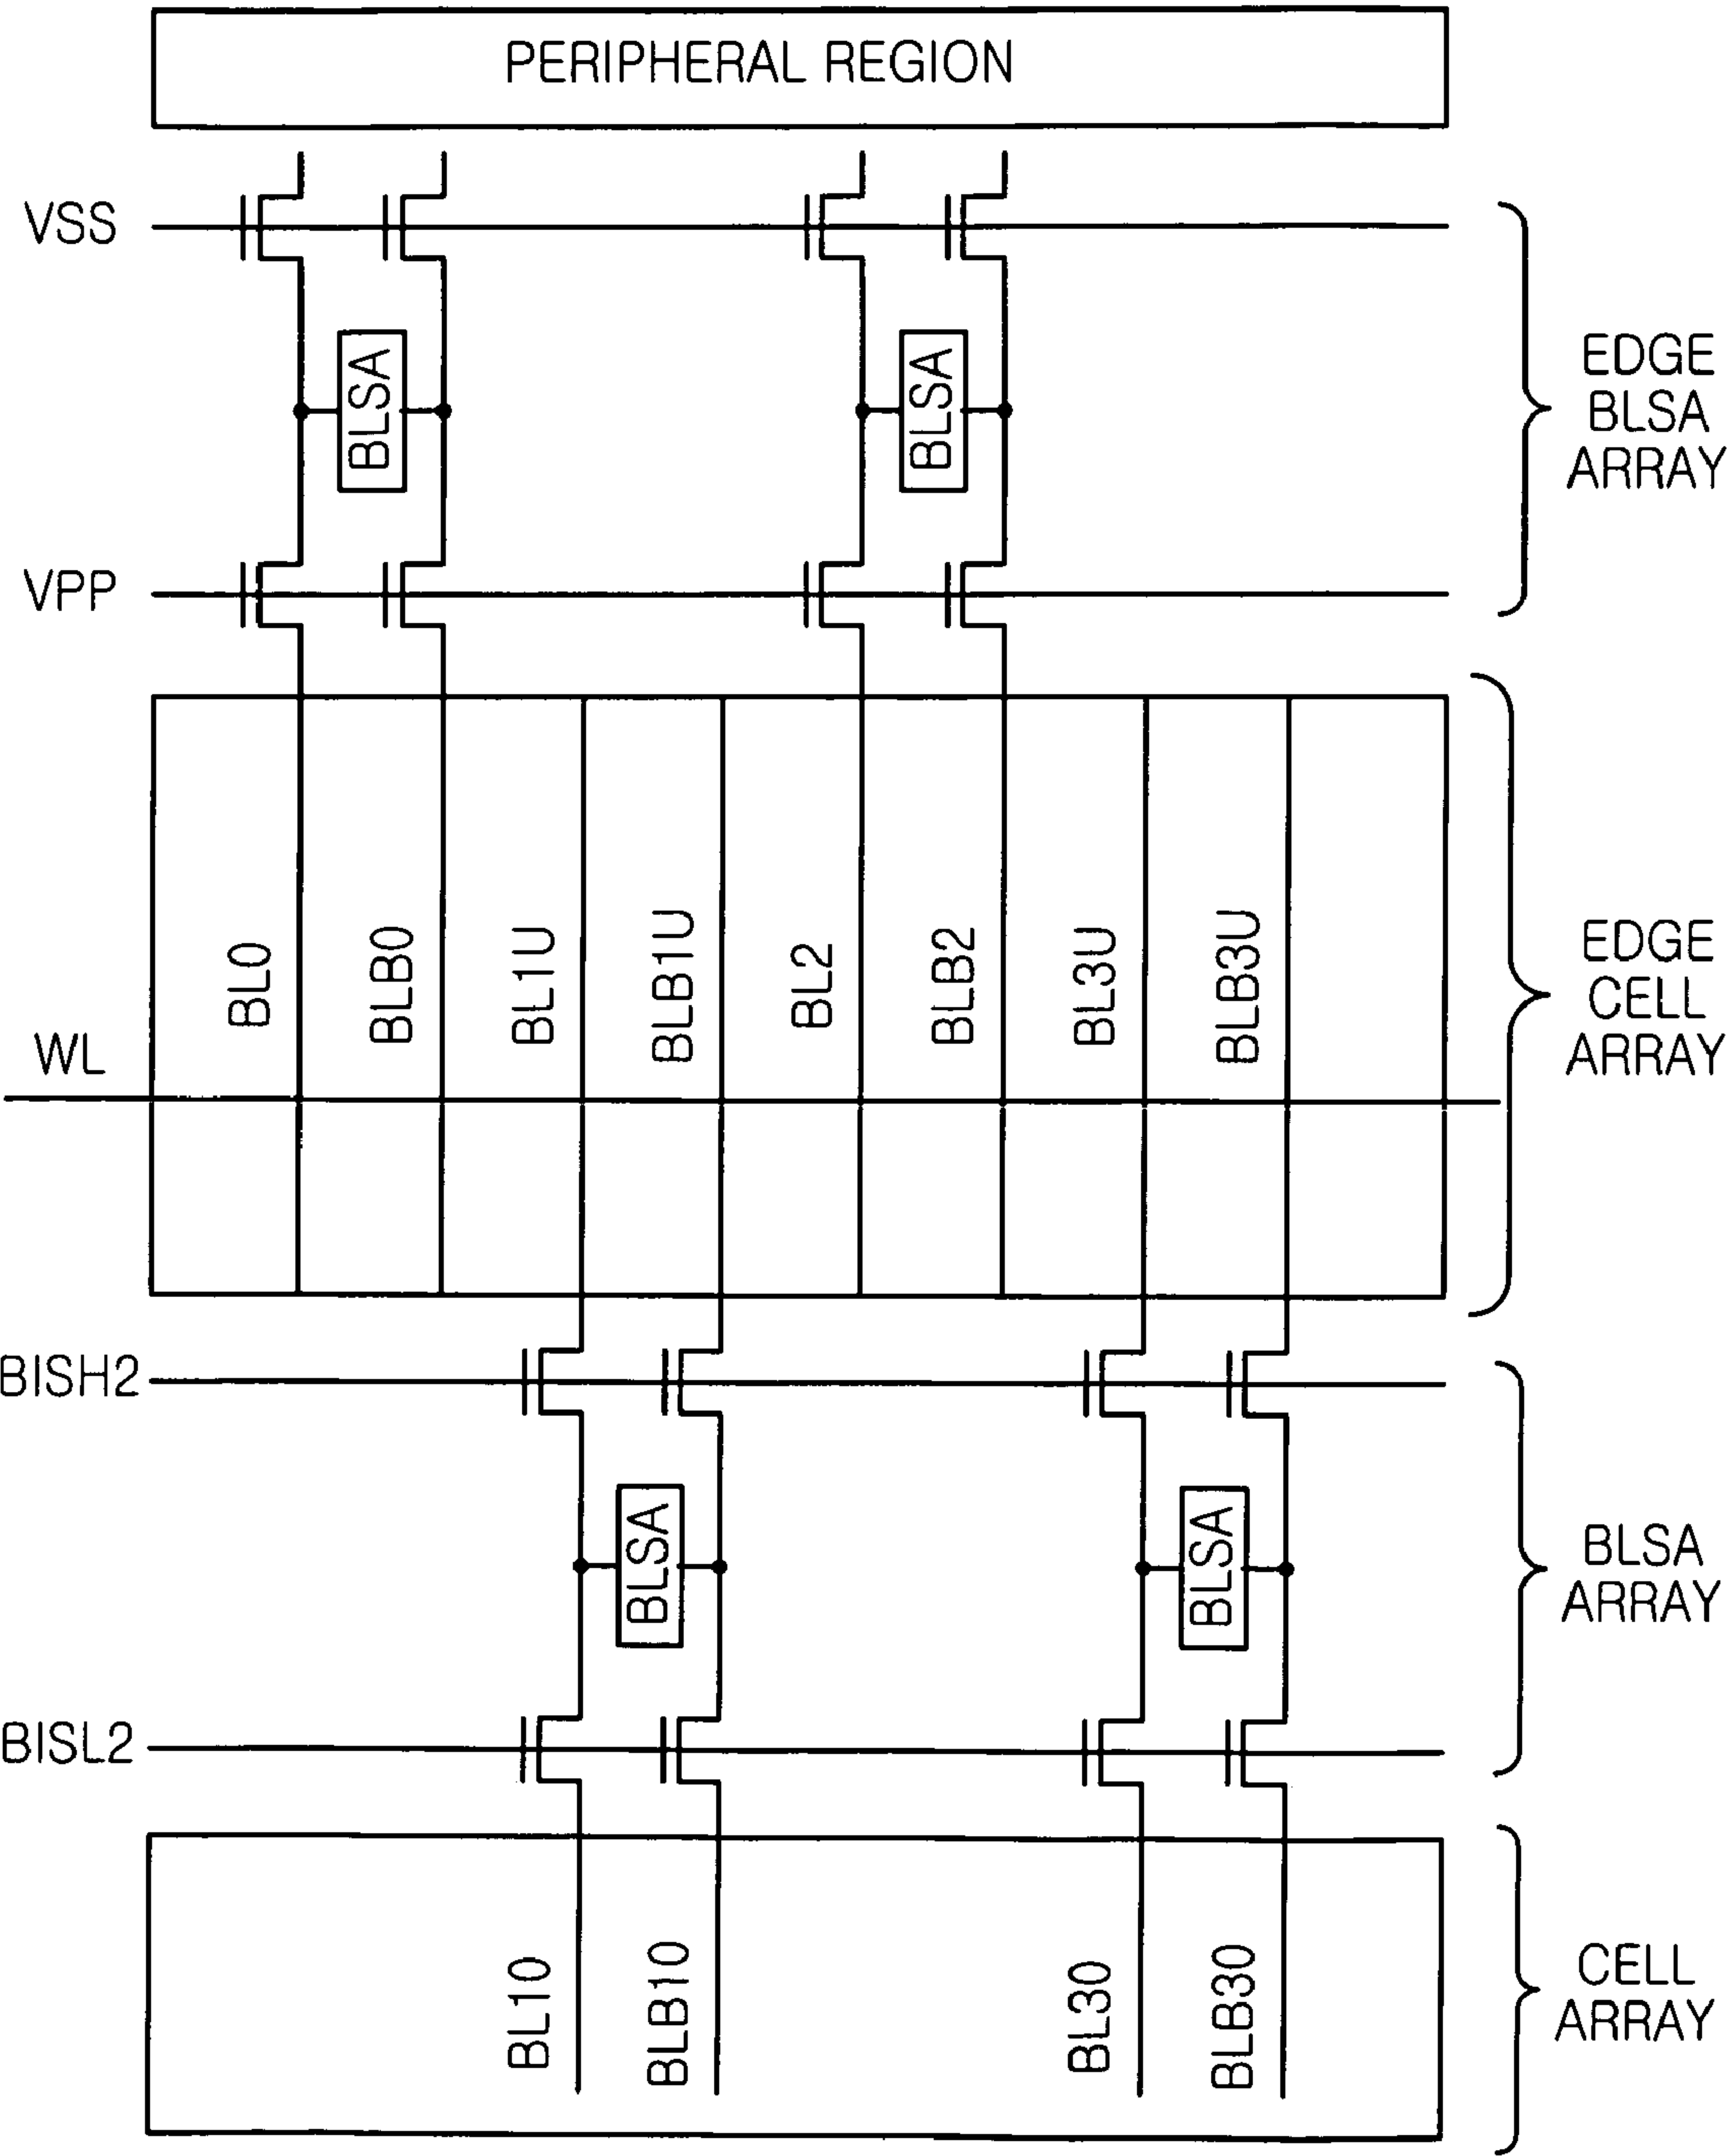 PERIPHERAL REGION
VSS
BLSA
BLSA
EDGE
BLSA
ARRAY
VPP
BL0
BLB0
BL1U
BLB1U
BL2
BLB2
BL3U
BLB3U
EDGE
CELL
ARRAY
WL
BISH2
BLSA
BLSA
BLSA
ARRAY
BISL2
BL10
BLB10
BL30
BLB30
CELL
ARRAY